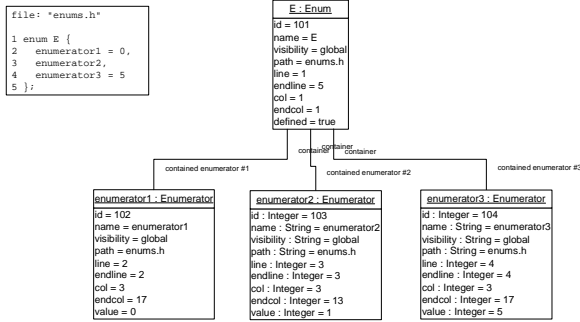 file: "enums.h"
1 enum E {
2 enumerator1 = 0,
3 enumerator2,
4 enumerator3 = 5
5 };
E : Enum
id = 101
name = E
visibility = global
path = enums.h
line = 1
endline = 5
col = 1
endcol = 1
defined = true
container
container
container
contained enumerator #1
contained enumerator #2
contained enumerator #3
enumerator1 : Enumerator
id = 102
name = enumerator1
visibility = global
path = enums.h
line = 2
endline = 2
col = 3
endcol = 17
value = 0
enumerator2 : Enumerator
id : Integer = 103
name : String = enumerator2
visibility : String = global
path : String = enums.h
line : Integer = 3
endline : Integer = 3
col : Integer = 3
endcol : Integer = 13
value : Integer = 1
enumerator3 : Enumerator
id : Integer = 104
name : String = enumerator3
visibility : String = global
path : String = enums.h
line : Integer = 4
endline : Integer = 4
col : Integer = 3
endcol : Integer = 17
value : Integer = 5